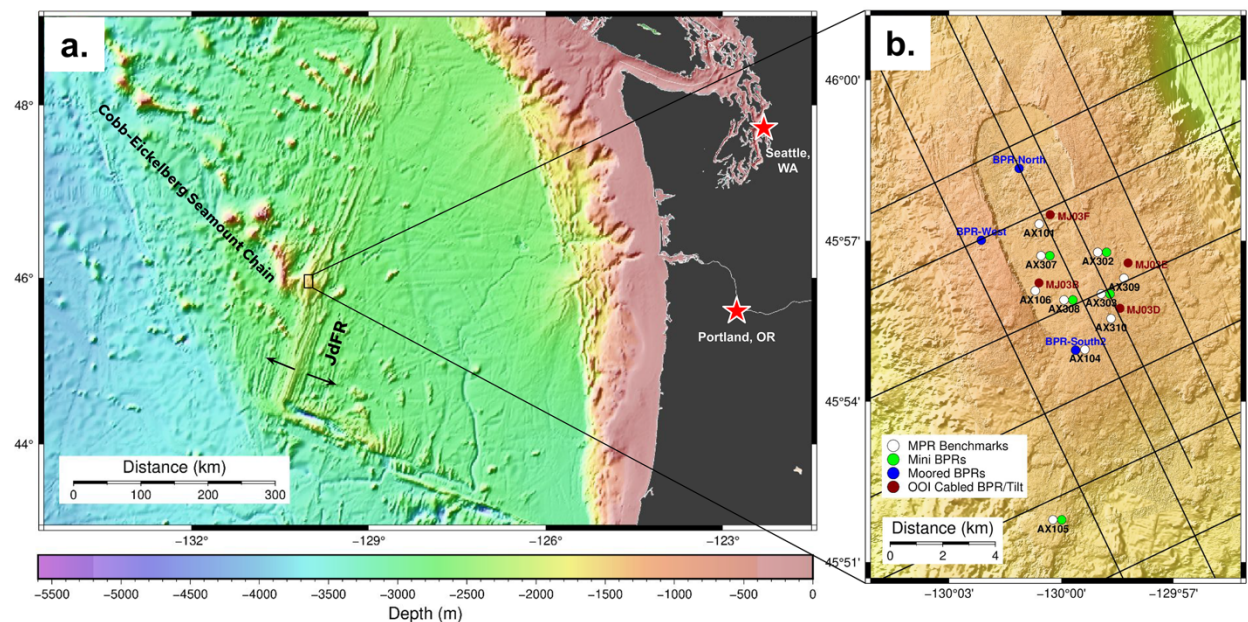 a.
48°
46°
44°
Cobb-Eickelberg Seamount Chain
JdFR
Seattle,
WA
Portland, OR
Distance (km)
0 50 100 150 200 250 300
−132 −129 −126 −123
−5500 −5000 −4500 −4000 −3500 −3000 −2500 −2000 −1500 −1000 −500 0
Depth (m)
b.
46°00'
45°57'
45°54'
45°51'
BPR-North
MJ03F
AX101
BPR-West
AX302
AX307
MJ03E
AX309
MJ03B
AX106
AX308
AX303
MJ03D
AX310
BPR-South2
AX104
AX105
MPR Benchmarks
Mini BPRs
Moored BPRs
OOI Cabled BPR/Tilt
Distance (km)
0 2 4
−130°03' −130°00' −129°57'